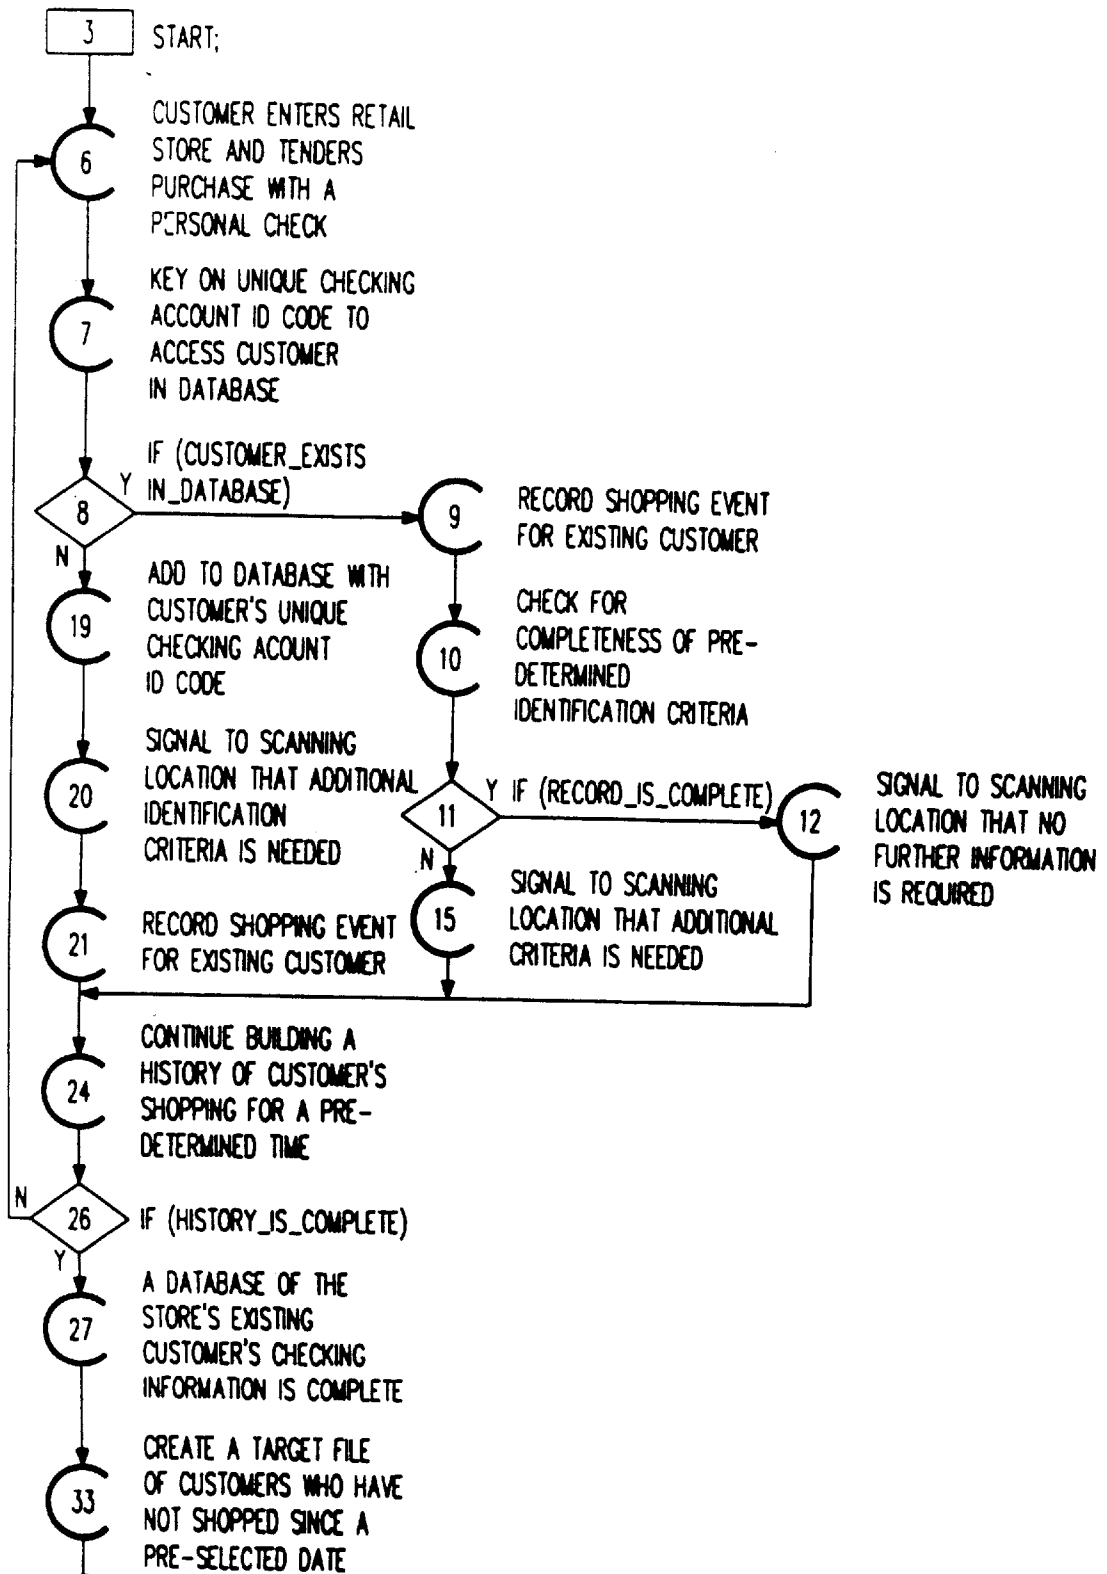 3 START;
6
CUSTOMER ENTERS RETAIL
STORE AND TENDERS
PURCHASE WITH A
PERSONAL CHECK
7
KEY ON UNIQUE CHECKING
ACCOUNT ID CODE TO
ACCESS CUSTOMER
IN DATABASE
8
Y
N
IF (CUSTOMER_EXISTS
IN_DATABASE)
9
RECORD SHOPPING EVENT
FOR EXISTING CUSTOMER
19
ADD TO DATABASE WITH
CUSTOMER'S UNIQUE
CHECKING ACOUNT
ID CODE
10
CHECK FOR
COMPLETENESS OF PRE-
DETERMINED
IDENTIFICATION CRITERIA
20
SIGNAL TO SCANNING
LOCATION THAT ADDITIONAL
IDENTIFICATION
CRITERIA IS NEEDED
11
Y IF (RECORD_IS_COMPLETE)
N
12
SIGNAL TO SCANNING
LOCATION THAT NO
FURTHER INFORMATION
IS REQUIRED
21
RECORD SHOPPING EVENT
FOR EXISTING CUSTOMER
15
SIGNAL TO SCANNING
LOCATION THAT ADDITIONAL
CRITERIA IS NEEDED
24
CONTINUE BUILDING A
HISTORY OF CUSTOMER'S
SHOPPING FOR A PRE-
DETERMINED TIME
N
26
Y
IF (HISTORY_IS_COMPLETE)
27
A DATABASE OF THE
STORE'S EXISTING
CUSTOMER'S CHECKING
INFORMATION IS COMPLETE
33
CREATE A TARGET FILE
OF CUSTOMERS WHO HAVE
NOT SHOPPED SINCE A
PRE-SELECTED DATE